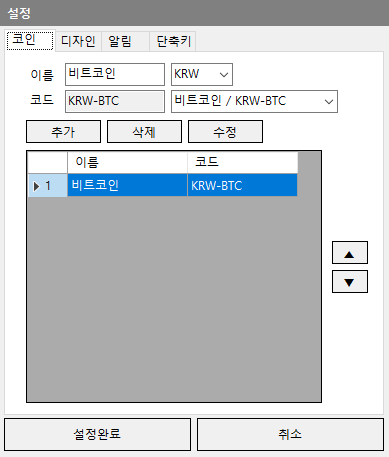 설정
코인 디자인 알림 단축키
이름 비트코인 KRW
코드 KRW-BTC 비트코인 / KRW-BTC
추가 삭제 수정
이름 코드
1 비트코인 KRW-BTC
▲
▼
설정완료 취소